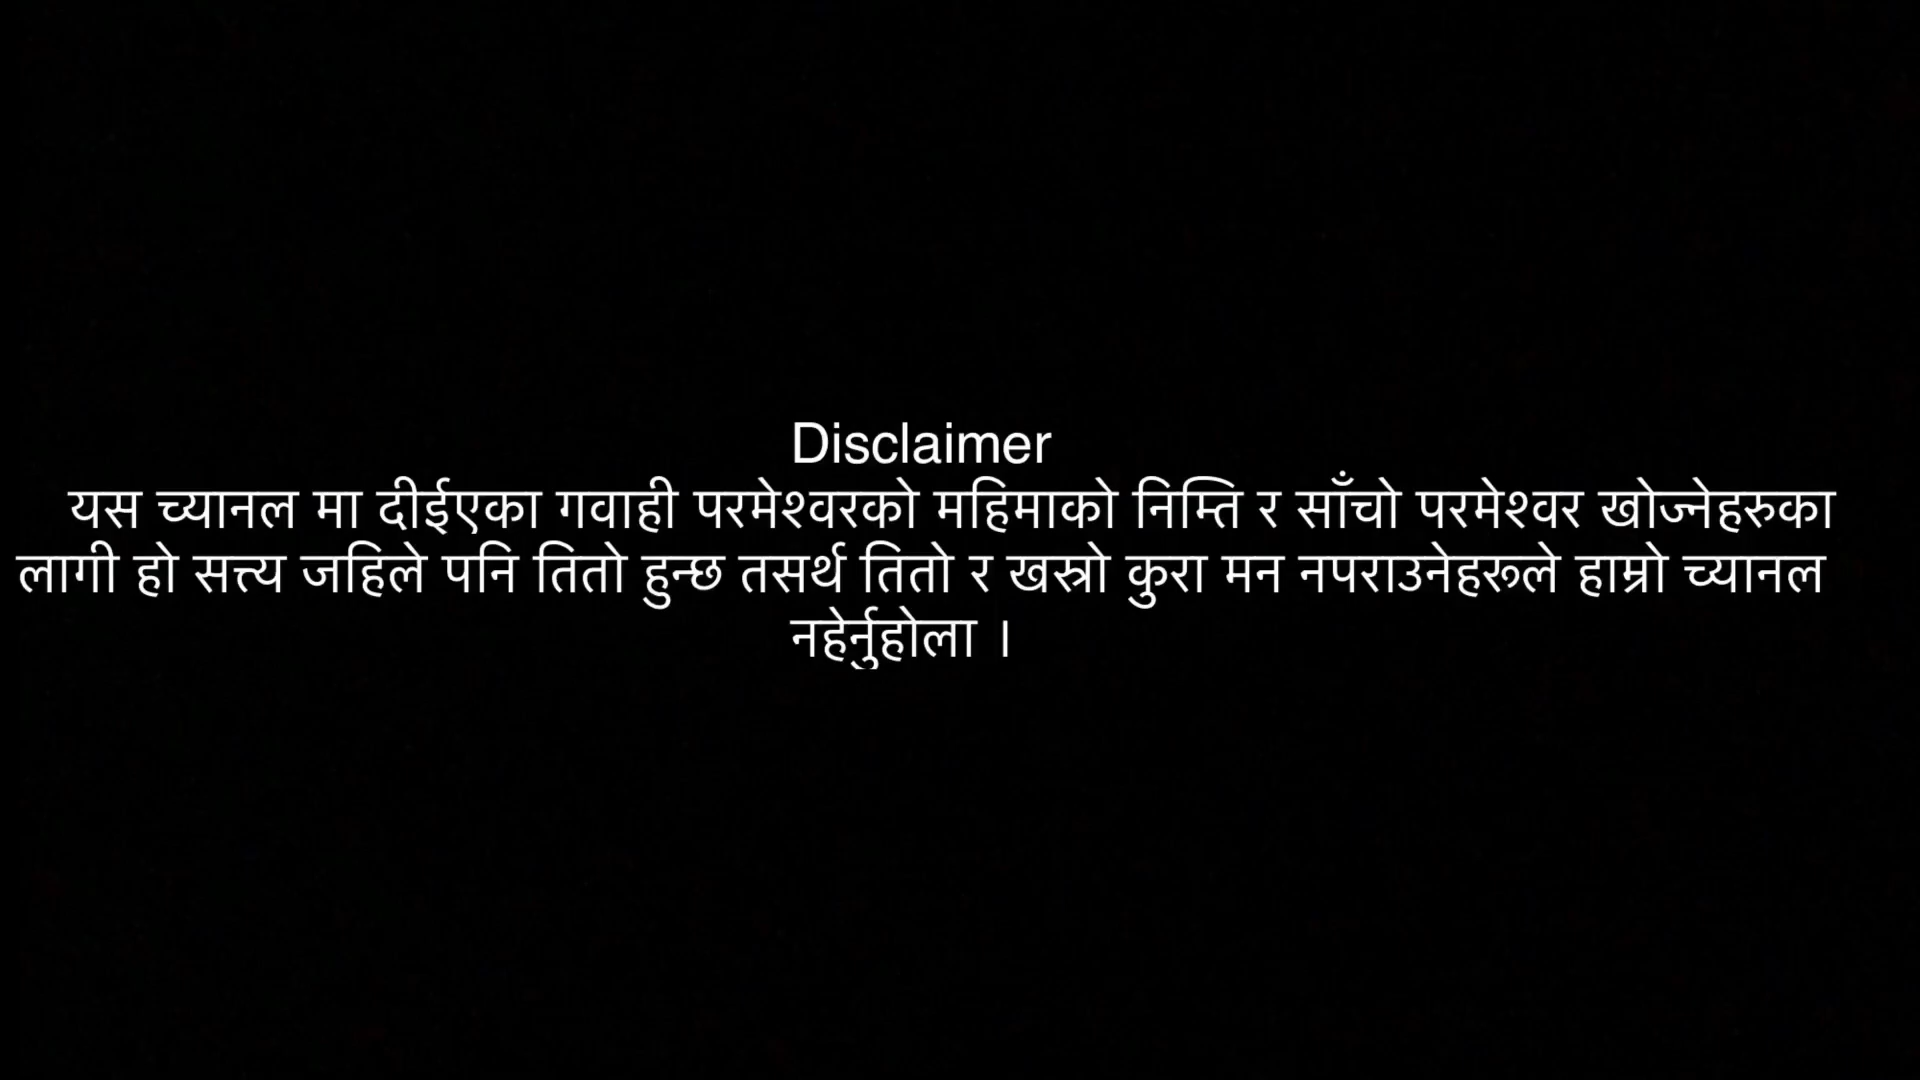 Disclaimer
यस च्यानल मा दीईएका गवाही परमेश्वरको महिमाको निम्ति र साँचो परमेश्वर खोज्नेहरुका
लागी हो सत्त्य जहिले पनि तितो हुन्छ तसर्थ तितो र खस्रो कुरा मन नपराउनेहरूले हाम्रो च्यानल
नहेर्नुहोला ।